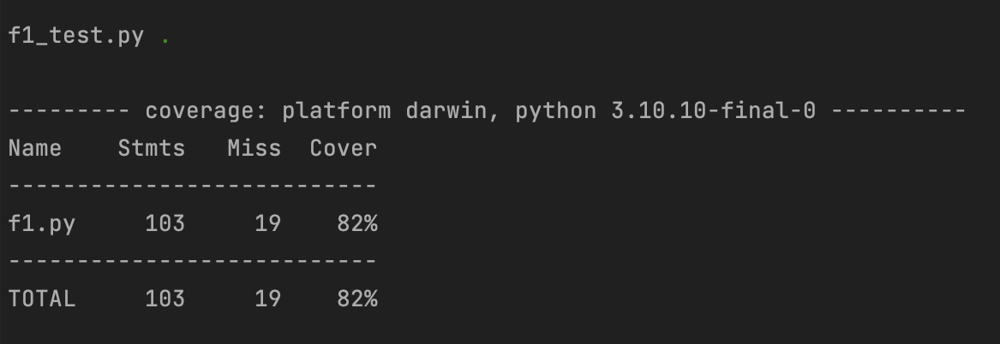 f1_test.py .
--------- coverage: platform darwin, python 3.10.10-final-0 ----------
Name    Stmts   Miss  Cover
---------------------------
f1.py     103     19    82%
---------------------------
TOTAL     103     19    82%